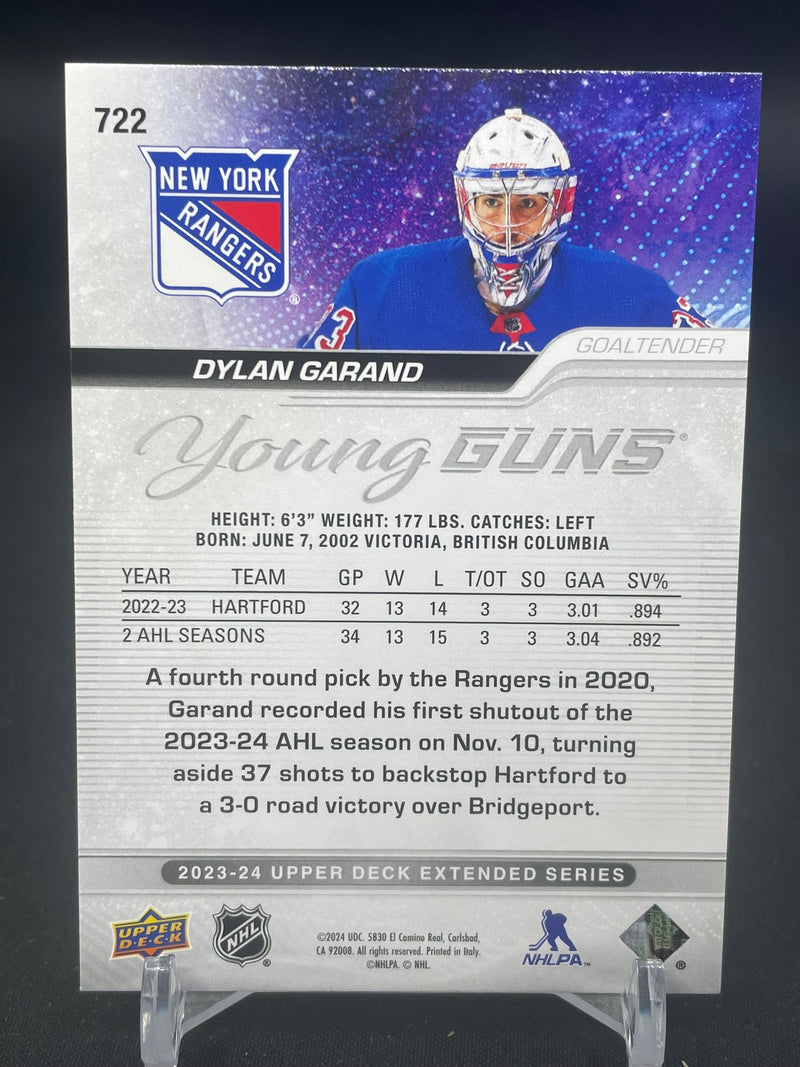 722
NEW YORK
RANGERS
®
BAUER
3
GOALTENDER
DYLAN GARAND
Young GUNS®
HEIGHT: 6'3" WEIGHT: 177 LBS. CATCHES: LEFT
BORN: JUNE 7, 2002 VICTORIA, BRITISH COLUMBIA
YEAR TEAM GP W L T/OT SO GAA SV%
2022-23 HARTFORD 32 13 14 3 3 3.01 .894
2 AHL SEASONS 34 13 15 3 3 3.04 .892
A fourth round pick by the Rangers in 2020,
Garand recorded his first shutout of the
2023-24 AHL season on Nov. 10, turning
aside 37 shots to backstop Hartford to
a 3-0 road victory over Bridgeport.
2023-24 UPPER DECK EXTENDED SERIES
UPPER
D·E·C·K
NHL
®
©2024 UDC. 5830 El Camino Real, Carlsbad,
CA 92008. All rights reserved. Printed in Italy.
©NHLPA. © NHL.
NHLPA™
®